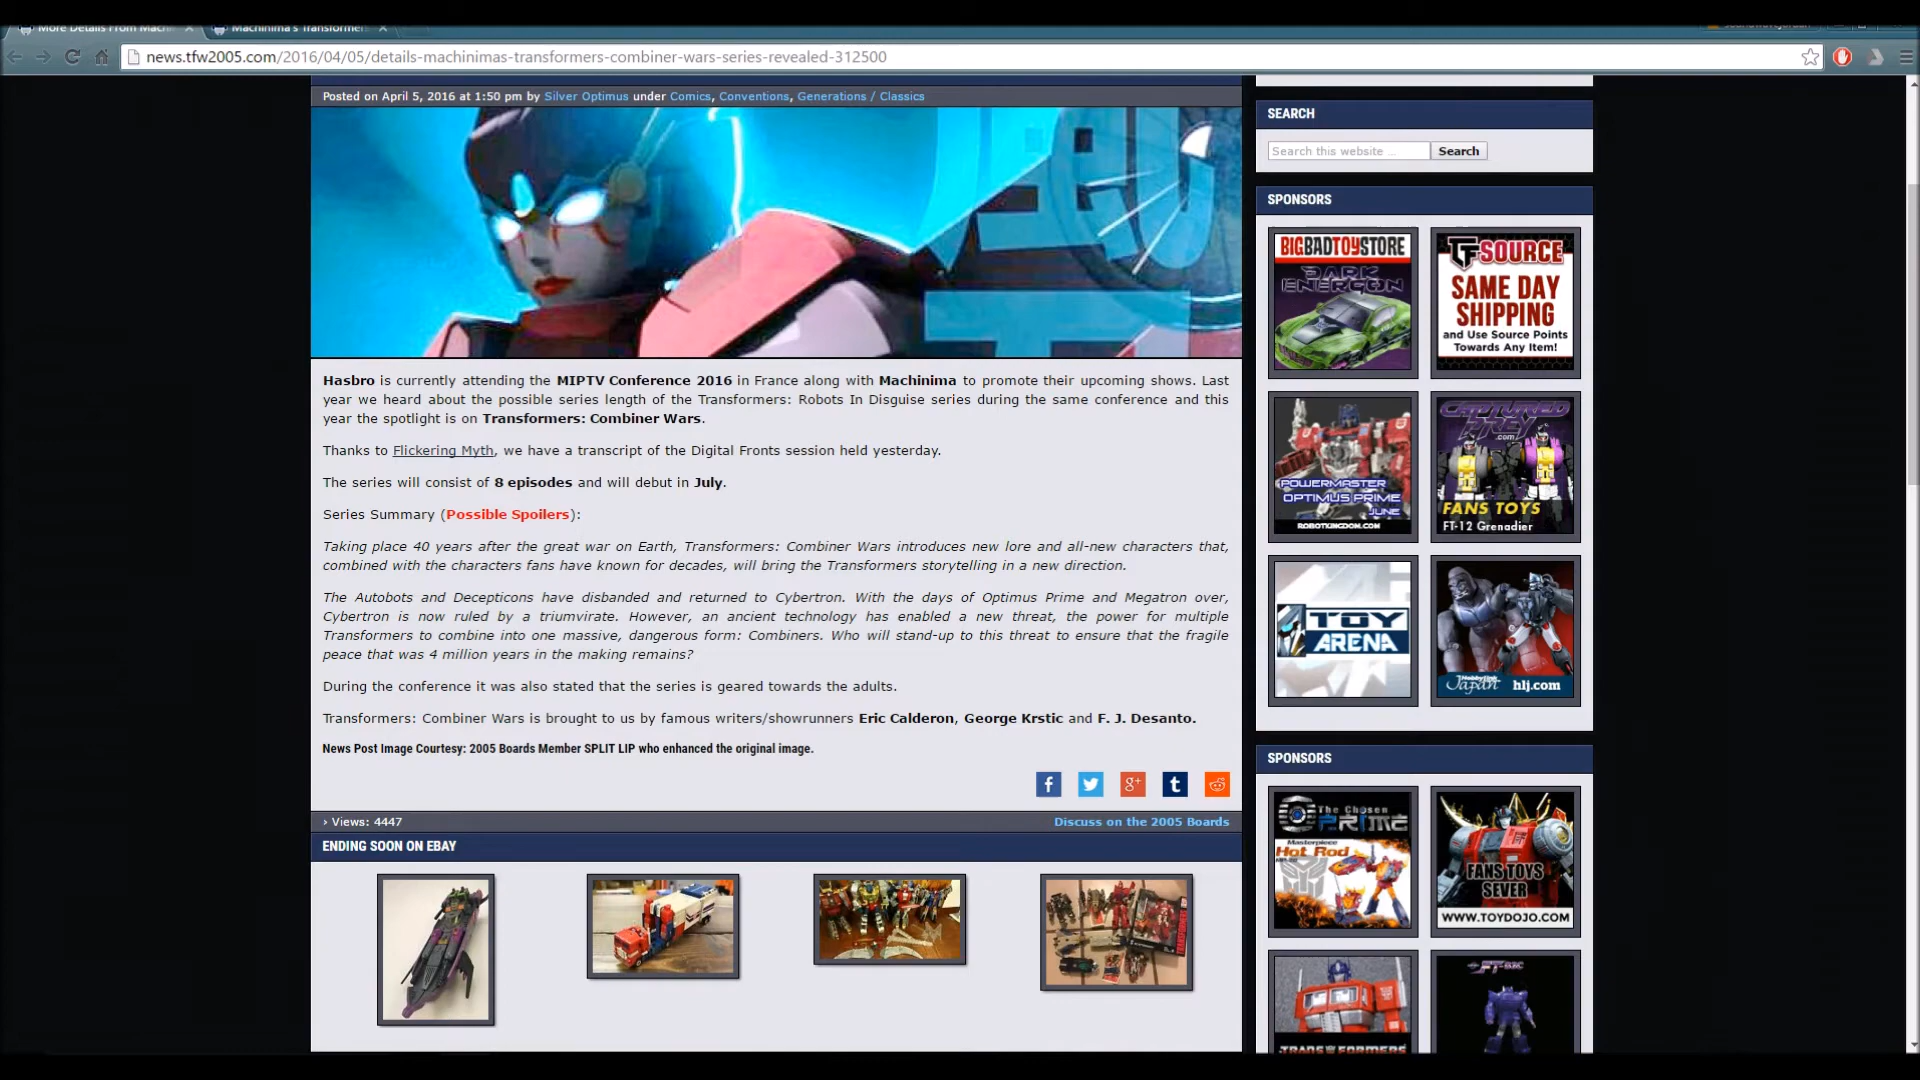 More Details From Machi
Machinima's Transformer
news.tfw2005.com/2016/04/05/details-machinimas-transformers-combiner-wars-series-revealed-312500
Posted on April 5, 2016 at 1:50 pm by Silver Optimus under Comics, Conventions, Generations / Classics
Hasbro is currently attending the MIPTV Conference 2016 in France along with Machinima to promote their upcoming shows. Last
year we heard about the possible series length of the Transformers: Robots In Disguise series during the same conference and this
year the spotlight is on Transformers: Combiner Wars.
Thanks to Flickering Myth, we have a transcript of the Digital Fronts session held yesterday.
The series will consist of 8 episodes and will debut in July.
Series Summary (Possible Spoilers):
Taking place 40 years after the great war on Earth, Transformers: Combiner Wars introduces new lore and all-new characters that,
combined with the characters fans have known for decades, will bring the Transformers storytelling in a new direction.
The Autobots and Decepticons have disbanded and returned to Cybertron. With the days of Optimus Prime and Megatron over,
Cybertron is now ruled by a triumvirate. However, an ancient technology has enabled a new threat, the power for multiple
Transformers to combine into one massive, dangerous form: Combiners. Who will stand-up to this threat to ensure that the fragile
peace that was 4 million years in the making remains?
During the conference it was also stated that the series is geared towards the adults.
Transformers: Combiner Wars is brought to us by famous writers/showrunners Eric Calderon, George Krstic and F. J. Desanto.
News Post Image Courtesy: 2005 Boards Member SPLIT LIP who enhanced the original image.
› Views: 4447
Discuss on the 2005 Boards
ENDING SOON ON EBAY
SEARCH
Search this website ...
Search
SPONSORS
BIGBADTOYSTORE
DARK
ENERGON
TFSOURCE
SAME DAY
SHIPPING
and Use Source Points
Towards Any Item!
POWERMASTER
OPTIMUS PRIME
JUNE
ROBOTKINGDOM.COM
CAPTURED
PREY
.com
FANS TOYS
FT-12 Grenadier
TOY
ARENA
HobbyLink
Japan
hlj.com
SPONSORS
The Chosen
PRIME
Masterpiece
Hot Rod
FANS TOYS
SEVER
WWW.TOYDOJO.COM
TRANSFORMERS